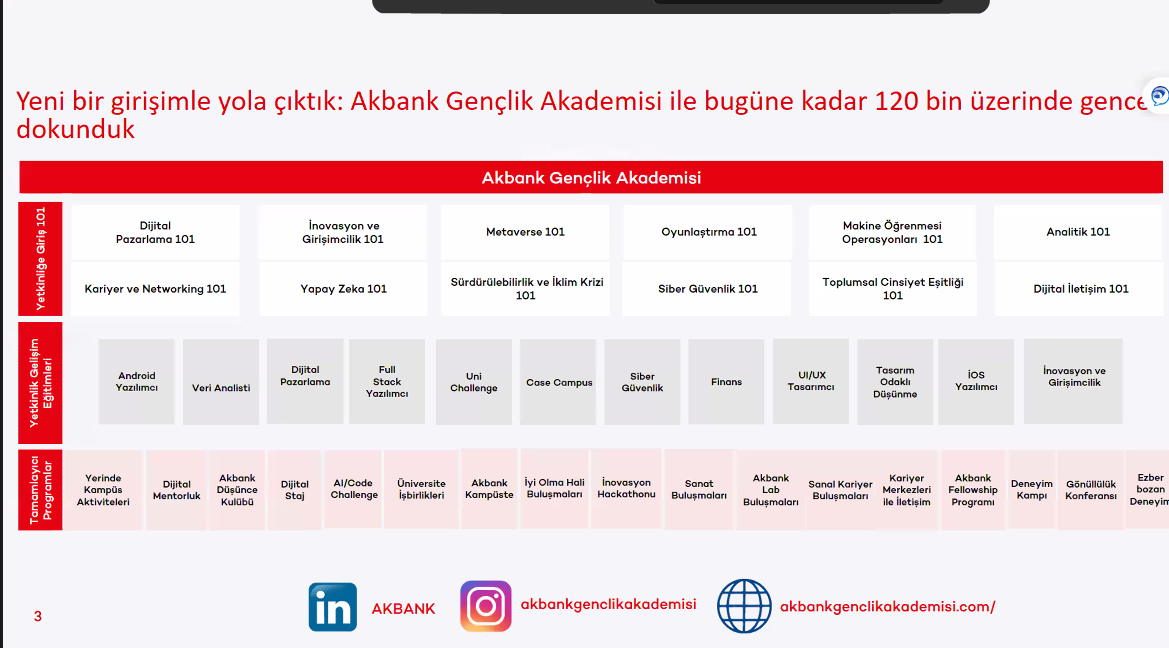 Yeni bir girişimle yola çıktık: Akbank Gençlik Akademisi ile bugüne kadar 120 bin üzerinde gence
dokunduk
Akbank Gençlik Akademisi
Yetkinliğe Giriş 101
Dijital
Pazarlama 101
İnovasyon ve
Girişimcilik 101
Metaverse 101
Oyunlaştırma 101
Makine Öğrenmesi
Operasyonları 101
Analitik 101
Kariyer ve Networking 101
Yapay Zeka 101
Sürdürülebilirlik ve İklim Krizi
101
Siber Güvenlik 101
Toplumsal Cinsiyet Eşitliği
101
Dijital İletişim 101
Yetkinlik Gelişim
Eğitimleri
Android
Yazılımcı
Veri Analisti
Dijital
Pazarlama
Full
Stack
Yazılımcı
Uni
Challenge
Case Campus
Siber
Güvenlik
Finans
UI/UX
Tasarımcı
Tasarım
Odaklı
Düşünme
iOS
Yazılımcı
İnovasyon ve
Girişimcilik
Tamamlayıcı
Programlar
Yerinde
Kampüs
Aktiviteleri
Dijital
Mentorluk
Akbank
Düşünce
Kulübü
Dijital
Staj
AI/Code
Challenge
Üniversite
İşbirlikleri
Akbank
Kampüste
İyi Olma Hali
Buluşmaları
İnovasyon
Hackathonu
Sanat
Buluşmaları
Akbank
Lab
Buluşmaları
Sanal Kariyer
Buluşmaları
Kariyer
Merkezleri
ile İletişim
Akbank
Fellowship
Programı
Deneyim
Kampı
Gönüllülük
Konferansı
Ezber
bozan
Deneyim
3
in
AKBANK
akbankgenclikakademisi
akbankgenclikakademisi.com/